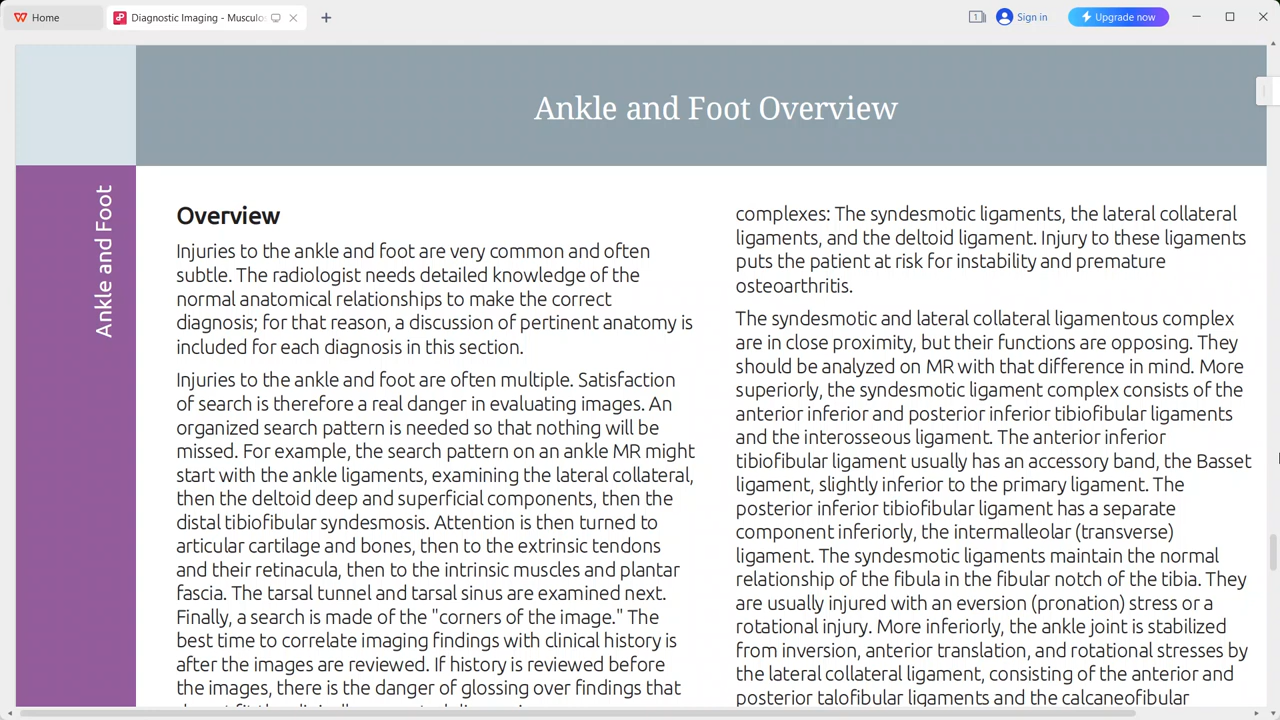 Home
Diagnostic Imaging - Musculo
Sign in
Upgrade now
Ankle and Foot Overview
Ankle and Foot
Overview
Injuries to the ankle and foot are very common and often
subtle. The radiologist needs detailed knowledge of the
normal anatomical relationships to make the correct
diagnosis; for that reason, a discussion of pertinent anatomy is
included for each diagnosis in this section.
Injuries to the ankle and foot are often multiple. Satisfaction
of search is therefore a real danger in evaluating images. An
organized search pattern is needed so that nothing will be
missed. For example, the search pattern on an ankle MR might
start with the ankle ligaments, examining the lateral collateral,
then the deltoid deep and superficial components, then the
distal tibiofibular syndesmosis. Attention is then turned to
articular cartilage and bones, then to the extrinsic tendons
and their retinacula, then to the intrinsic muscles and plantar
fascia. The tarsal tunnel and tarsal sinus are examined next.
Finally, a search is made of the "corners of the image." The
best time to correlate imaging findings with clinical history is
after the images are reviewed. If history is reviewed before
the images, there is the danger of glossing over findings that
complexes: The syndesmotic ligaments, the lateral collateral
ligaments, and the deltoid ligament. Injury to these ligaments
puts the patient at risk for instability and premature
osteoarthritis.
The syndesmotic and lateral collateral ligamentous complex
are in close proximity, but their functions are opposing. They
should be analyzed on MR with that difference in mind. More
superiorly, the syndesmotic ligament complex consists of the
anterior inferior and posterior inferior tibiofibular ligaments
and the interosseous ligament. The anterior inferior
tibiofibular ligament usually has an accessory band, the Basset
ligament, slightly inferior to the primary ligament. The
posterior inferior tibiofibular ligament has a separate
component inferiorly, the intermalleolar (transverse)
ligament. The syndesmotic ligaments maintain the normal
relationship of the fibula in the fibular notch of the tibia. They
are usually injured with an eversion (pronation) stress or a
rotational injury. More inferiorly, the ankle joint is stabilized
from inversion, anterior translation, and rotational stresses by
the lateral collateral ligament, consisting of the anterior and
posterior talofibular ligaments and the calcaneofibular